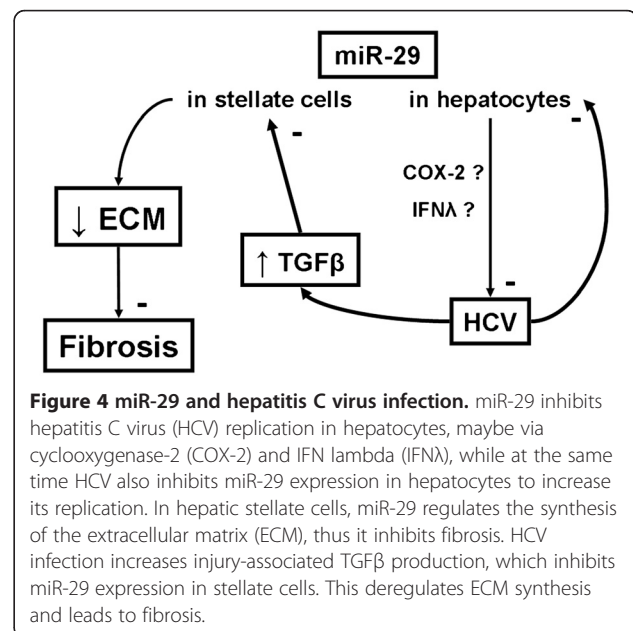 miR-29
in stellate cells
in hepatocytes
-
-
COX-2 ?
IFNλ ?
↓ ECM
↑ TGFβ
-
-
HCV
Fibrosis
Figure 4 miR-29 and hepatitis C virus infection. miR-29 inhibits
hepatitis C virus (HCV) replication in hepatocytes, maybe via
cyclooxygenase-2 (COX-2) and IFN lambda (IFNλ), while at the same
time HCV also inhibits miR-29 expression in hepatocytes to increase
its replication. In hepatic stellate cells, miR-29 regulates the synthesis
of the extracellular matrix (ECM), thus it inhibits fibrosis. HCV
infection increases injury-associated TGFβ production, which inhibits
miR-29 expression in stellate cells. This deregulates ECM synthesis
and leads to fibrosis.